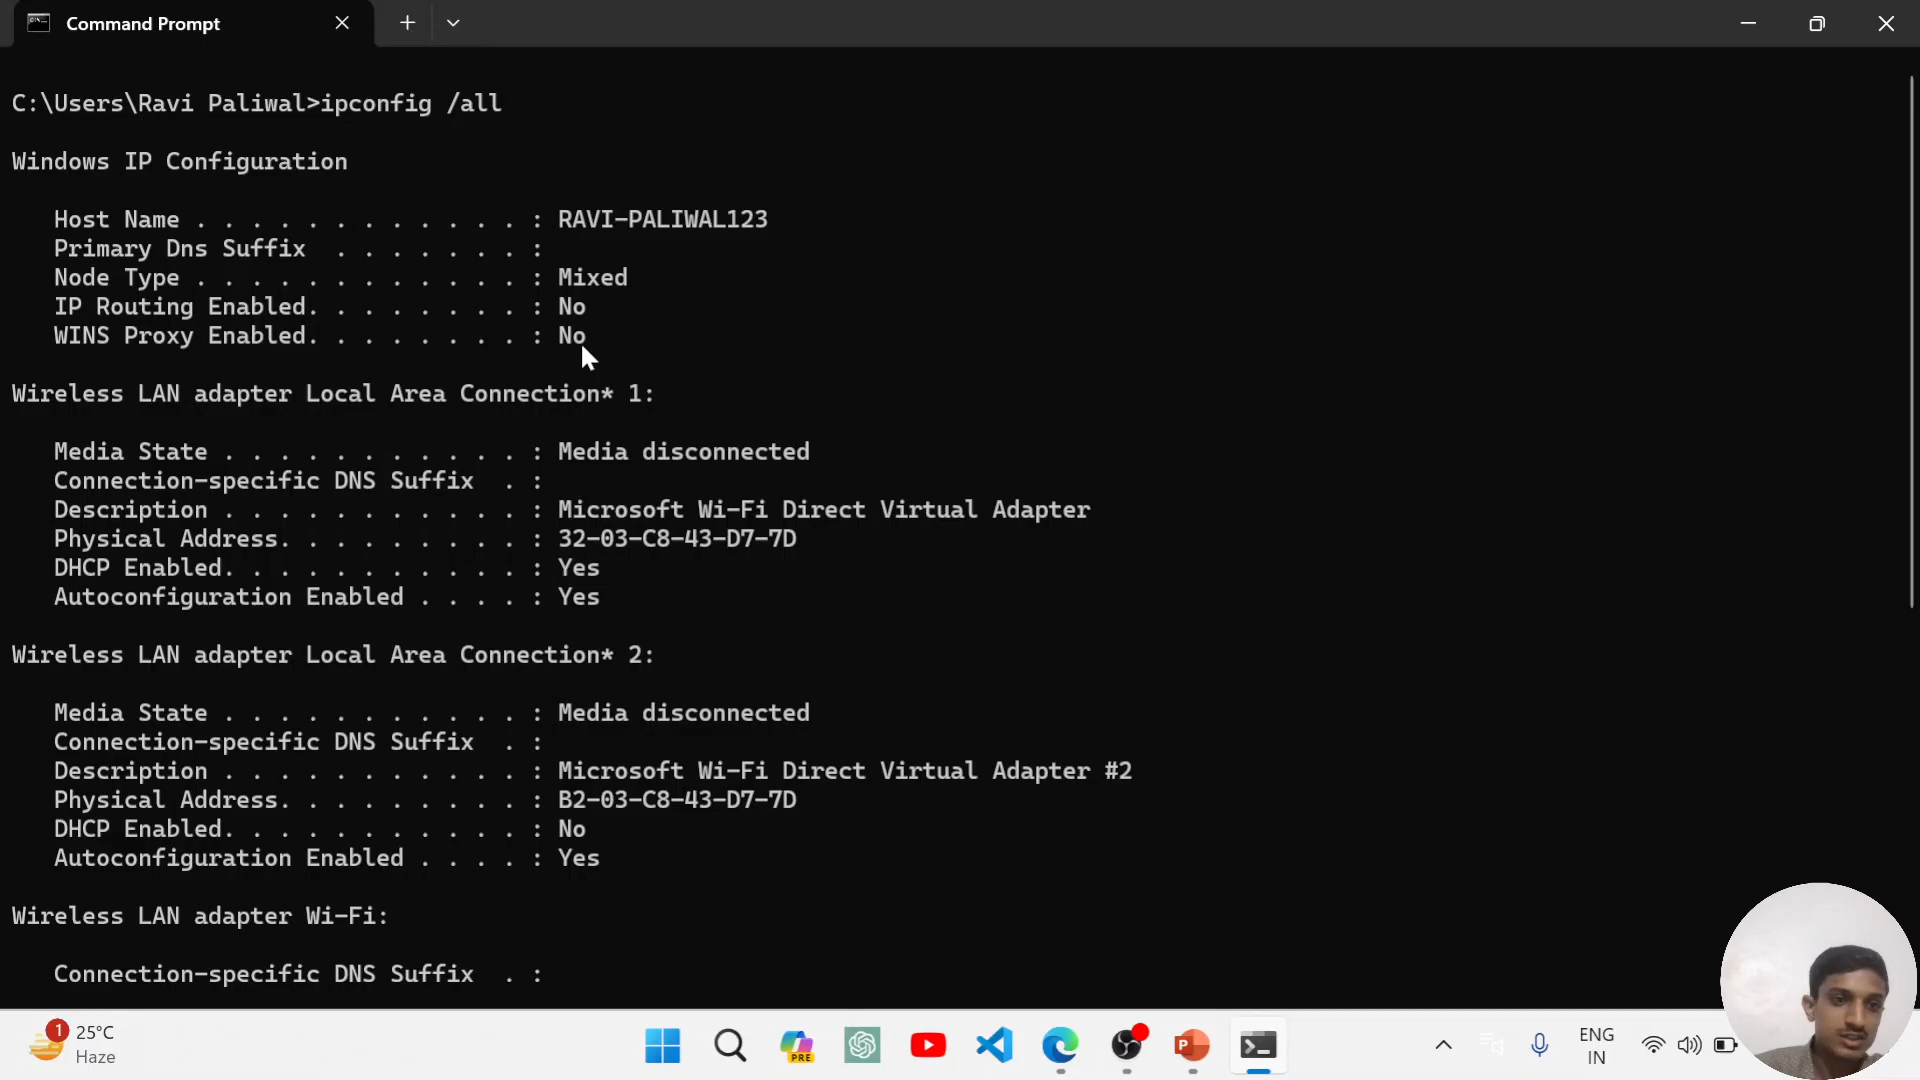 Command Prompt
C:\Users\Ravi Paliwal>ipconfig /all
Windows IP Configuration
Host Name . . . . . . . . . . . . : RAVI-PALIWAL123
Primary Dns Suffix  . . . . . . . :
Node Type . . . . . . . . . . . . : Mixed
IP Routing Enabled. . . . . . . . : No
WINS Proxy Enabled. . . . . . . . : No
Wireless LAN adapter Local Area Connection* 1:
Media State . . . . . . . . . . . : Media disconnected
Connection-specific DNS Suffix  . :
Description . . . . . . . . . . . : Microsoft Wi-Fi Direct Virtual Adapter
Physical Address. . . . . . . . . : 32-03-C8-43-D7-7D
DHCP Enabled. . . . . . . . . . . : Yes
Autoconfiguration Enabled . . . . : Yes
Wireless LAN adapter Local Area Connection* 2:
Media State . . . . . . . . . . . : Media disconnected
Connection-specific DNS Suffix  . :
Description . . . . . . . . . . . : Microsoft Wi-Fi Direct Virtual Adapter #2
Physical Address. . . . . . . . . : B2-03-C8-43-D7-7D
DHCP Enabled. . . . . . . . . . . : No
Autoconfiguration Enabled . . . . : Yes
Wireless LAN adapter Wi-Fi:
Connection-specific DNS Suffix  . :
1
25°C
Haze
PRE
P
ENG
IN